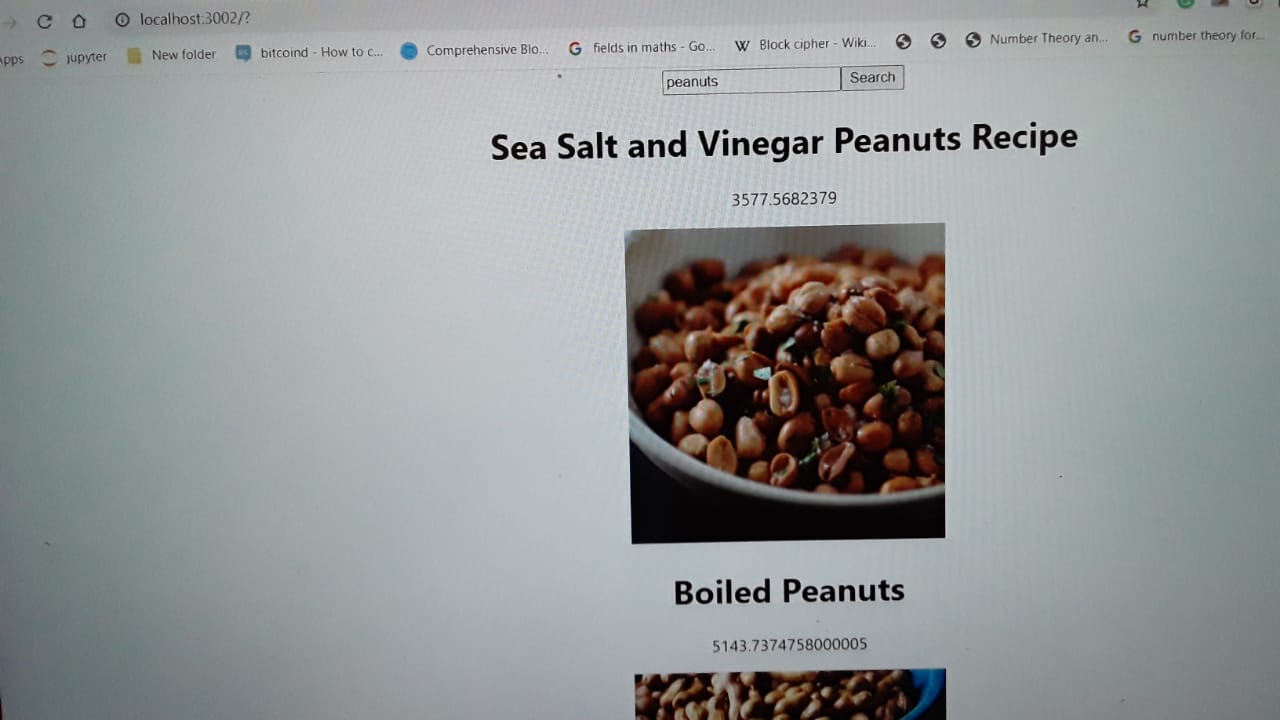 localhost:3002/?
Apps jupyter New folder bitcoind - How to c... Comprehensive Blo... fields in maths - Go... Block cipher - Wiki... Number Theory an... number theory for...
peanuts Search
Sea Salt and Vinegar Peanuts Recipe
3577.5682379
Boiled Peanuts
5143.7374758000005